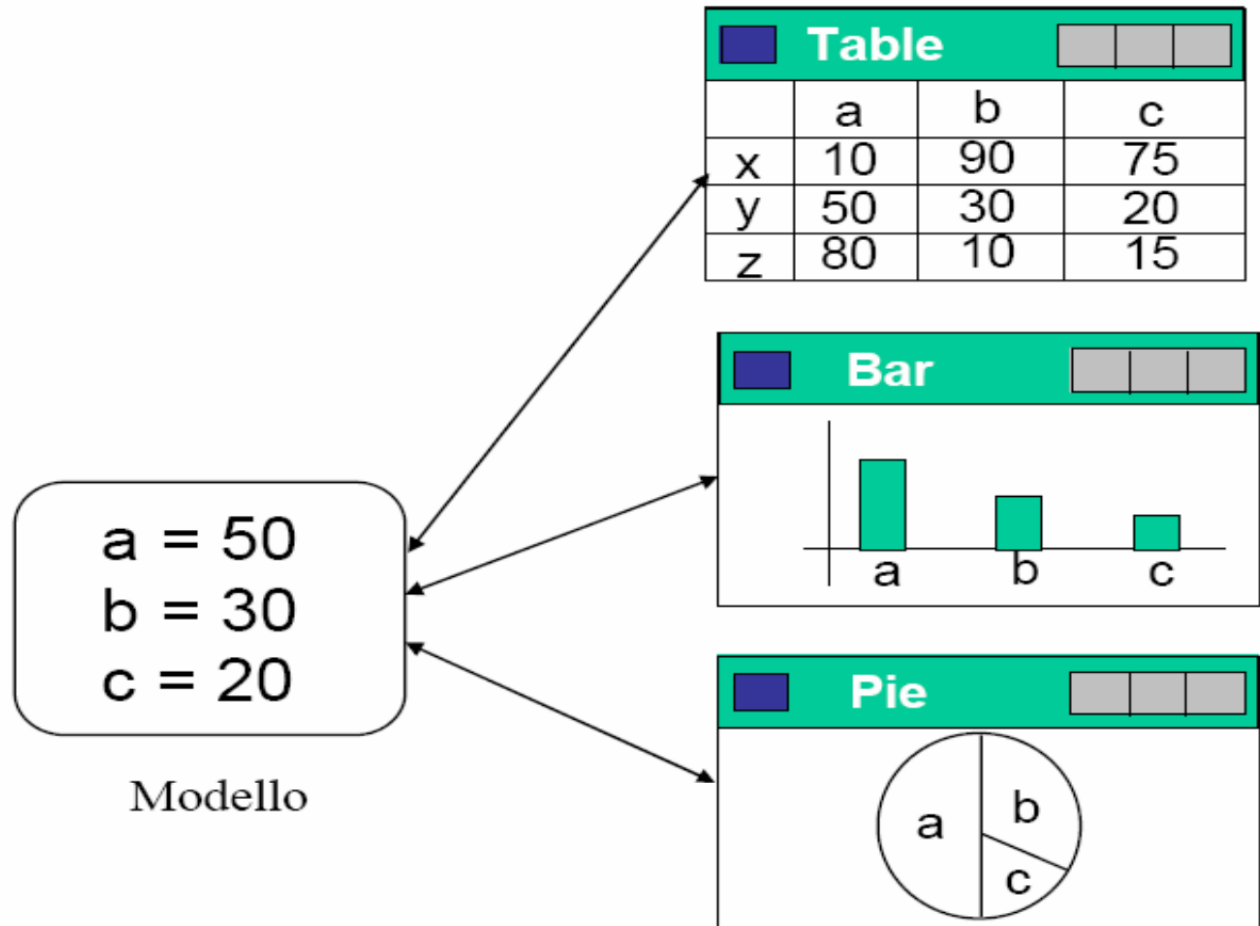 Table
a b c
x 10 90 75
y 50 30 20
z 80 10 15
Bar
a b c
a = 50
b = 30
c = 20
Modello
Pie
a b
c